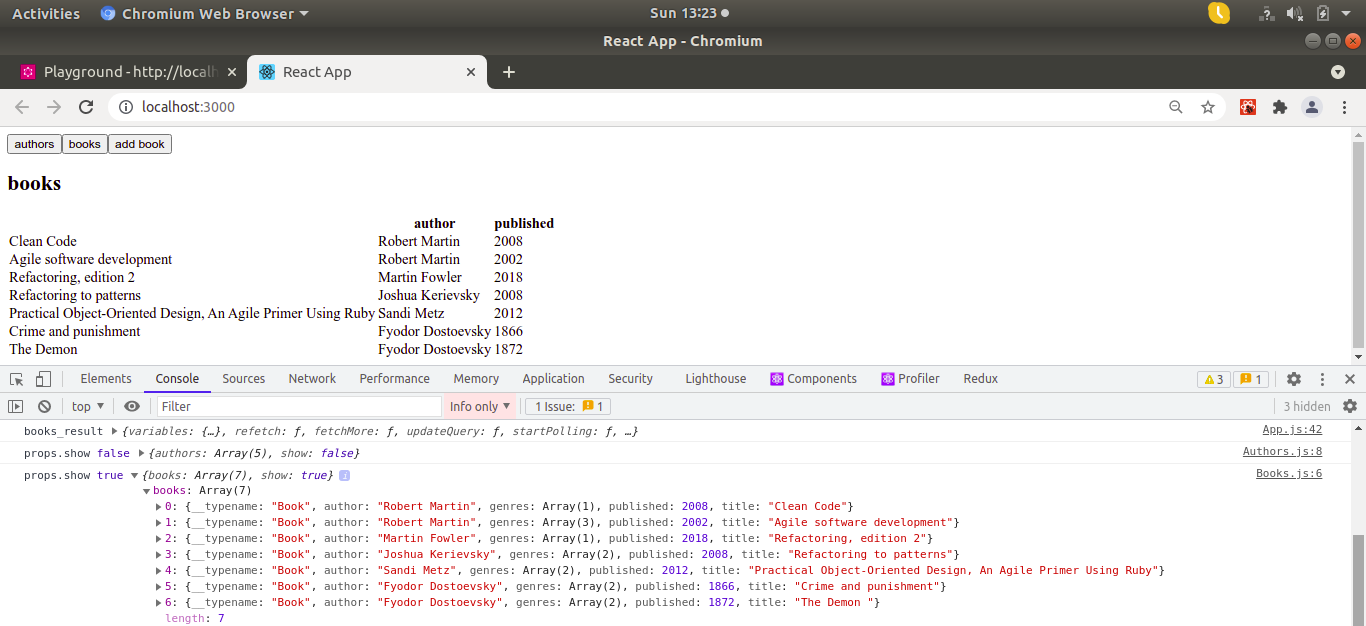 Activities Chromium Web Browser Sun 13:23
React App - Chromium
Playground - http://localh React App
localhost:3000
authors books add book
books
author published
Clean Code Robert Martin 2008
Agile software development Robert Martin 2002
Refactoring, edition 2 Martin Fowler 2018
Refactoring to patterns Joshua Kerievsky 2008
Practical Object-Oriented Design, An Agile Primer Using Ruby Sandi Metz 2012
Crime and punishment Fyodor Dostoevsky 1866
The Demon Fyodor Dostoevsky 1872
Elements Console Sources Network Performance Memory Application Security Lighthouse Components Profiler Redux 3 1
top Filter Info only 1 Issue: 1 3 hidden
books_result {variables: {…}, refetch: ƒ, fetchMore: ƒ, updateQuery: ƒ, startPolling: ƒ, …} App.js:42
props.show false {authors: Array(5), show: false} Authors.js:8
props.show true {books: Array(7), show: true} i Books.js:6
books: Array(7)
0: {__typename: "Book", author: "Robert Martin", genres: Array(1), published: 2008, title: "Clean Code"}
1: {__typename: "Book", author: "Robert Martin", genres: Array(3), published: 2002, title: "Agile software development"}
2: {__typename: "Book", author: "Martin Fowler", genres: Array(1), published: 2018, title: "Refactoring, edition 2"}
3: {__typename: "Book", author: "Joshua Kerievsky", genres: Array(2), published: 2008, title: "Refactoring to patterns"}
4: {__typename: "Book", author: "Sandi Metz", genres: Array(2), published: 2012, title: "Practical Object-Oriented Design, An Agile Primer Using Ruby"}
5: {__typename: "Book", author: "Fyodor Dostoevsky", genres: Array(2), published: 1866, title: "Crime and punishment"}
6: {__typename: "Book", author: "Fyodor Dostoevsky", genres: Array(2), published: 1872, title: "The Demon "}
length: 7